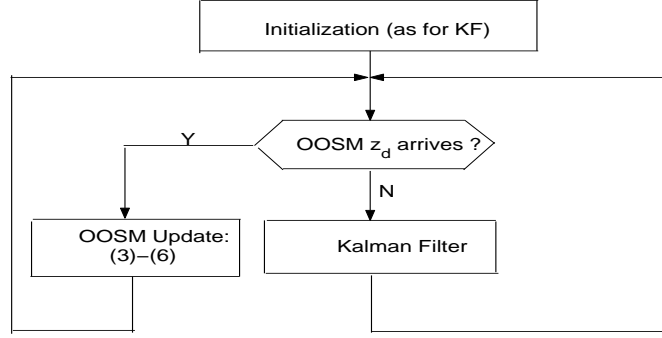 Initialization (as for KF)
OOSM z_d arrives ?
Y
N
OOSM Update:
(3)−(6)
Kalman Filter